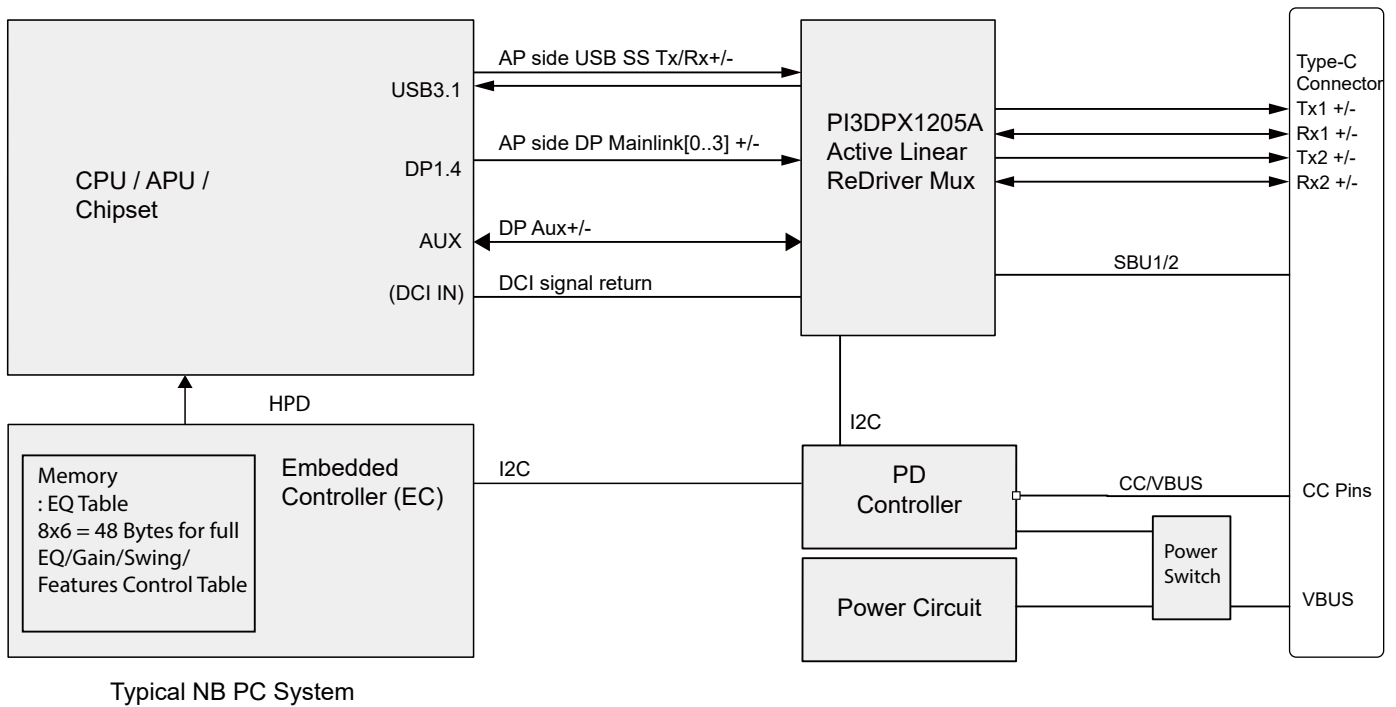 CPU / APU /
Chipset
USB3.1
DP1.4
AUX
(DCI IN)
AP side USB SS Tx/Rx+/-
AP side DP Mainlink[0..3] +/-
DP Aux+/-
DCI signal return
PI3DPX1205A
Active Linear
ReDriver Mux
Type-C
Connector
Tx1 +/-
Rx1 +/-
Tx2 +/-
Rx2 +/-
SBU1/2
HPD
I2C
Memory
: EQ Table
8x6 = 48 Bytes for full
EQ/Gain/Swing/
Features Control Table
Embedded
Controller (EC)
I2C
PD
Controller
CC/VBUS
CC Pins
Power
Switch
Power Circuit
VBUS
Typical NB PC System